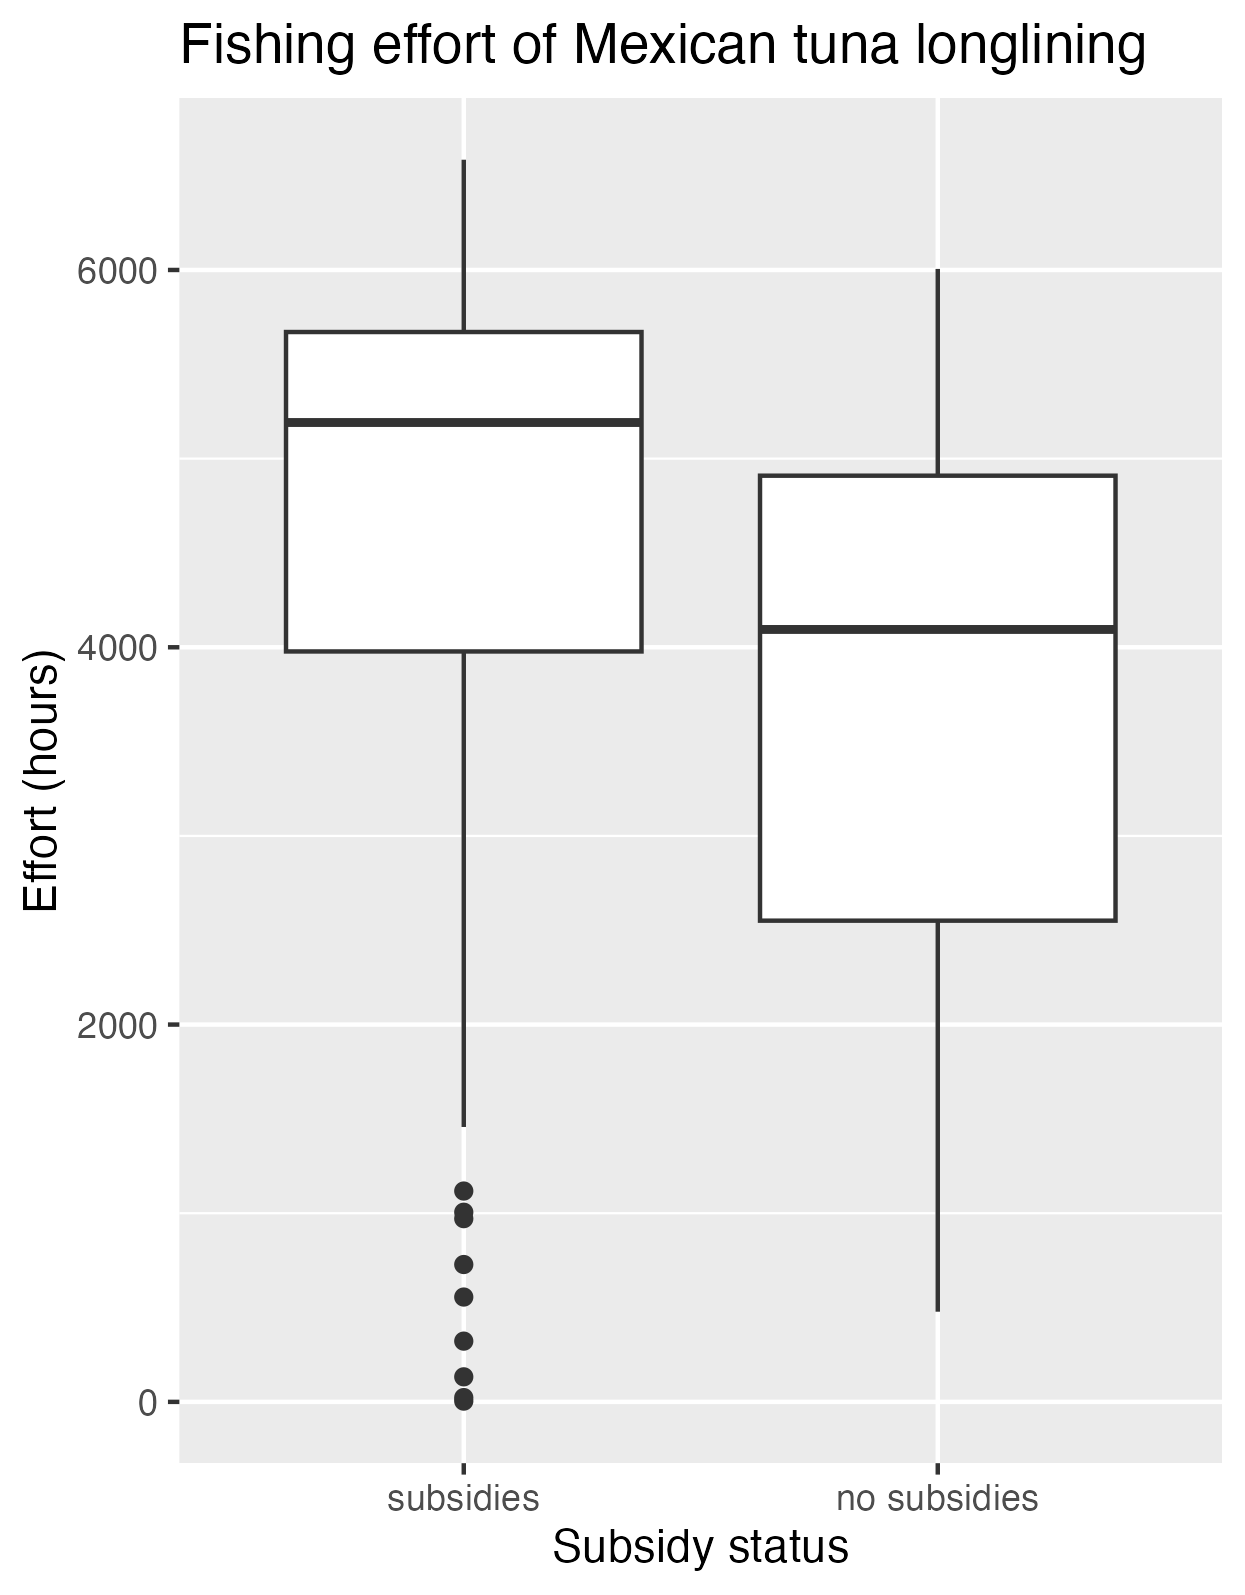 Fishing effort of Mexican tuna longlining
Effort (hours)
6000
4000
2000
0
subsidies
no subsidies
Subsidy status